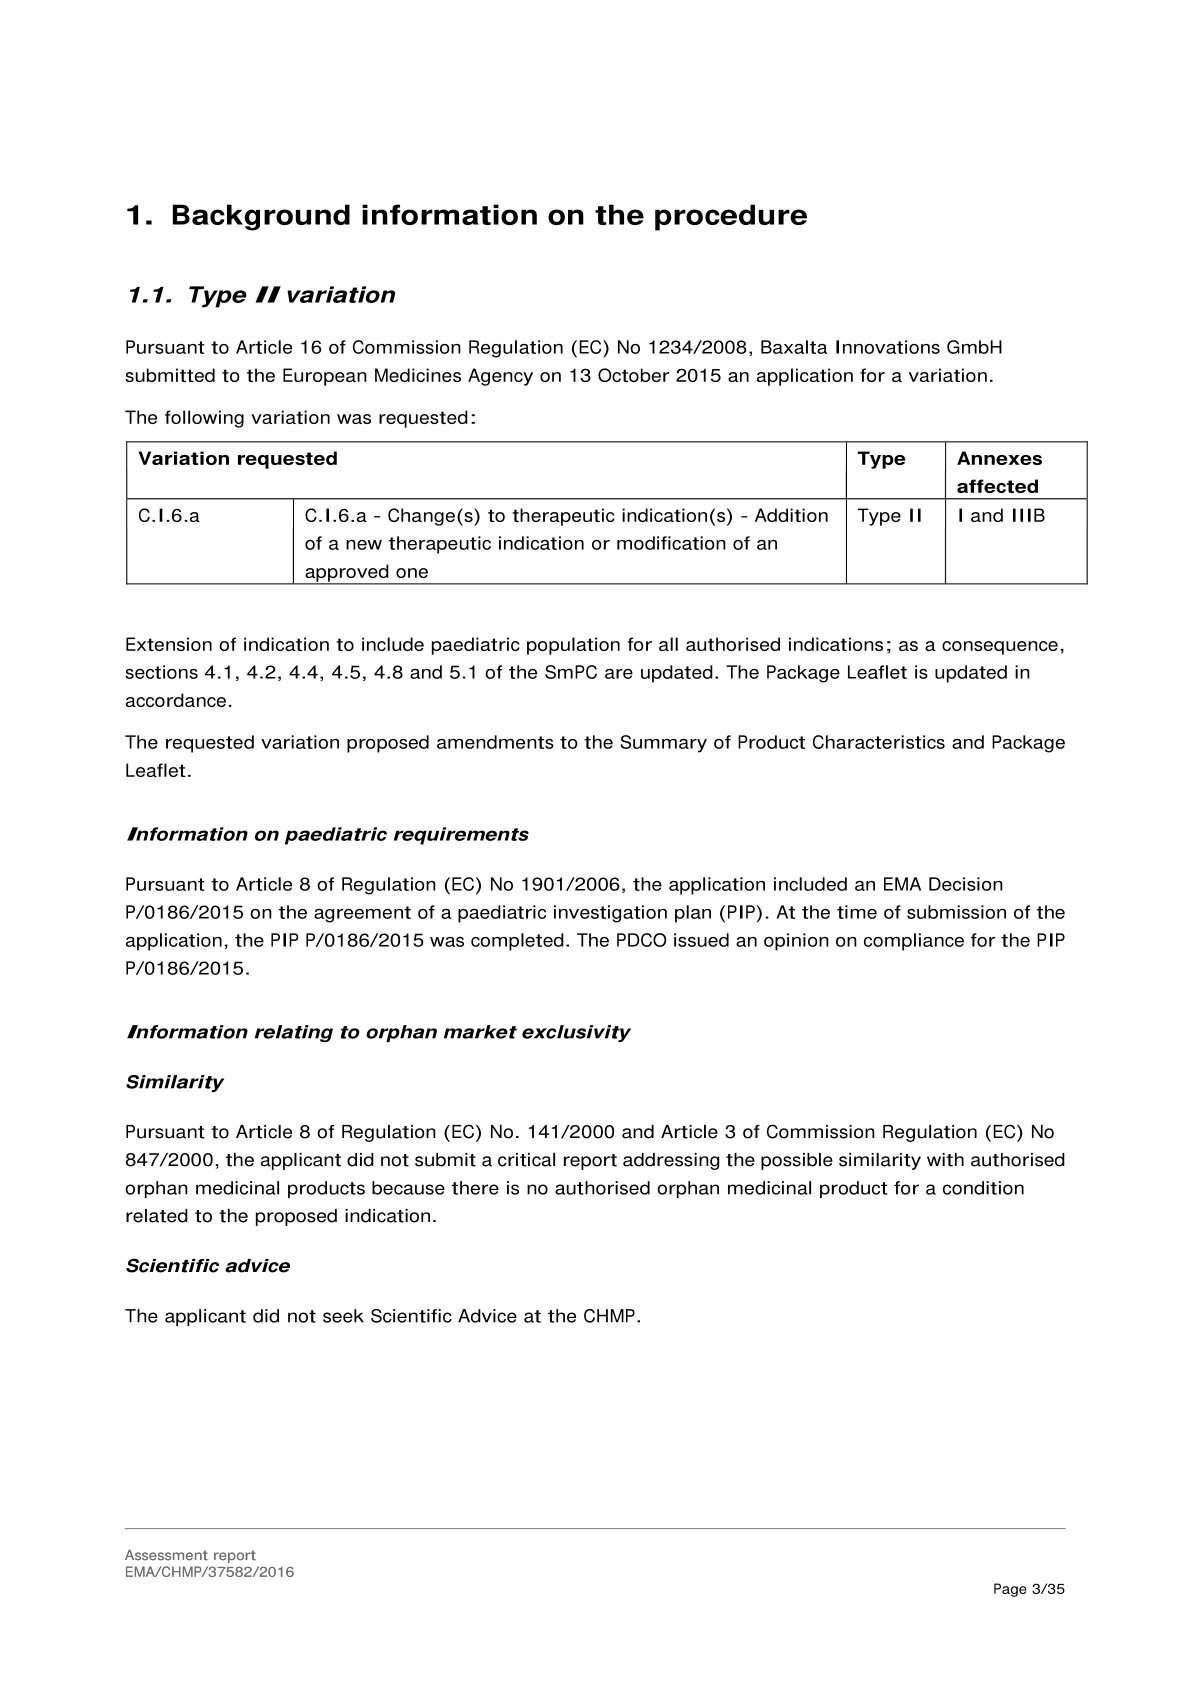 1. Background information on the procedure
1.1. Type II variation
Pursuant to Article 16 of Commission Regulation (EC) No 1234/2008, Baxalta Innovations GmbH
submitted to the European Medicines Agency on 13 October 2015 an application for a variation.
The following variation was requested:
Variation requested Type Annexes
affected
C.I.6.a C.I.6.a - Change(s) to therapeutic indication(s) - Addition Type II I and IIIB
of a new therapeutic indication or modification of an
approved one
Extension of indication to include paediatric population for all authorised indications; as a consequence,
sections 4.1, 4.2, 4.4, 4.5, 4.8 and 5.1 of the SmPC are updated. The Package Leaflet is updated in
accordance.
The requested variation proposed amendments to the Summary of Product Characteristics and Package
Leaflet.
Information on paediatric requirements
Pursuant to Article 8 of Regulation (EC) No 1901/2006, the application included an EMA Decision
P/0186/2015 on the agreement of a paediatric investigation plan (PIP). At the time of submission of the
application, the PIP P/0186/2015 was completed. The PDCO issued an opinion on compliance for the PIP
P/0186/2015.
Information relating to orphan market exclusivity
Similarity
Pursuant to Article 8 of Regulation (EC) No. 141/2000 and Article 3 of Commission Regulation (EC) No
847/2000, the applicant did not submit a critical report addressing the possible similarity with authorised
orphan medicinal products because there is no authorised orphan medicinal product for a condition
related to the proposed indication.
Scientific advice
The applicant did not seek Scientific Advice at the CHMP.
Assessment report
EMA/CHMP/37582/2016
Page 3/35